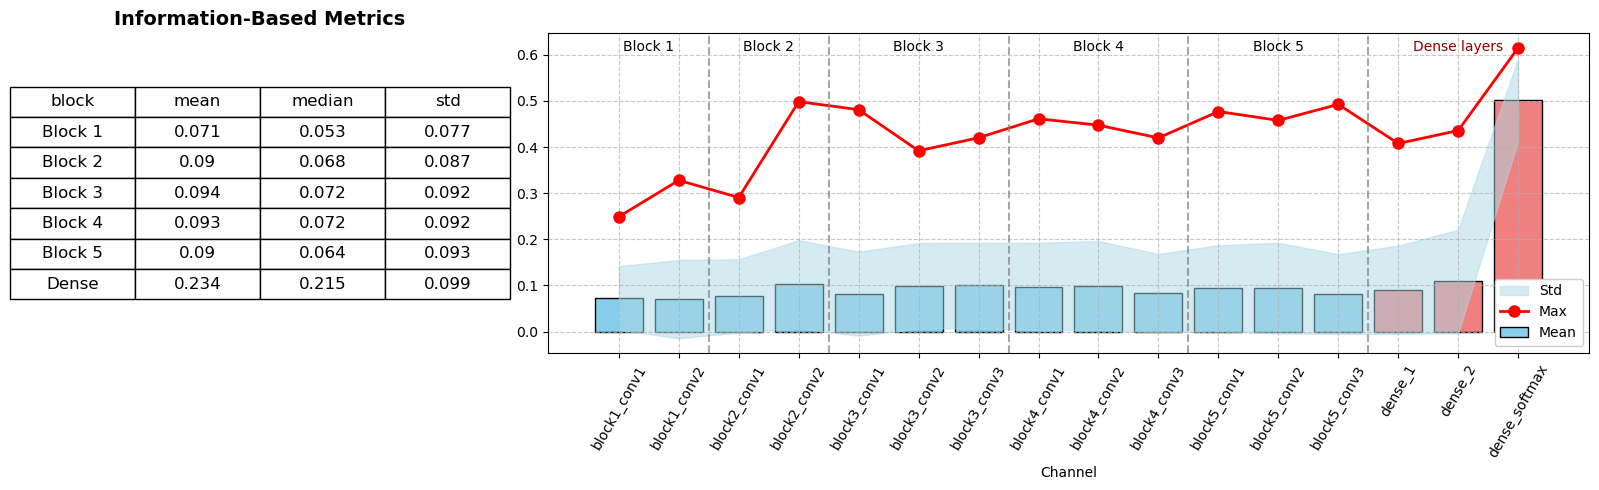 Information-Based Metrics
block mean median std
Block 1 0.071 0.053 0.077
Block 2 0.09 0.068 0.087
Block 3 0.094 0.072 0.092
Block 4 0.093 0.072 0.092
Block 5 0.09 0.064 0.093
Dense 0.234 0.215 0.099
Block 1 Block 2 Block 3 Block 4 Block 5 Dense layers
0.6
0.5
0.4
0.3
0.2
0.1
0.0
Std
Max
Mean
block1_conv1
block1_conv2
block2_conv1
block2_conv2
block3_conv1
block3_conv2
block3_conv3
block4_conv1
block4_conv2
block4_conv3
block5_conv1
block5_conv2
block5_conv3
dense_1
dense_2
dense_softmax
Channel